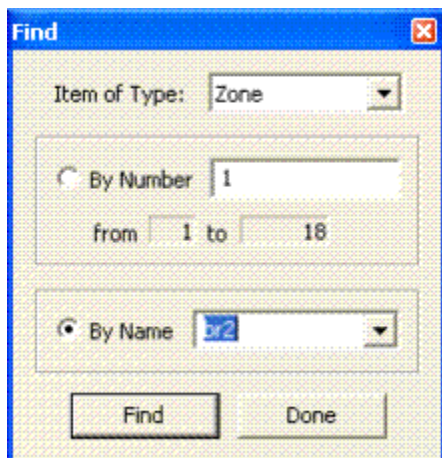 Find
Item of Type: Zone
By Number 1
from 1 to 18
By Name br2
Find Done